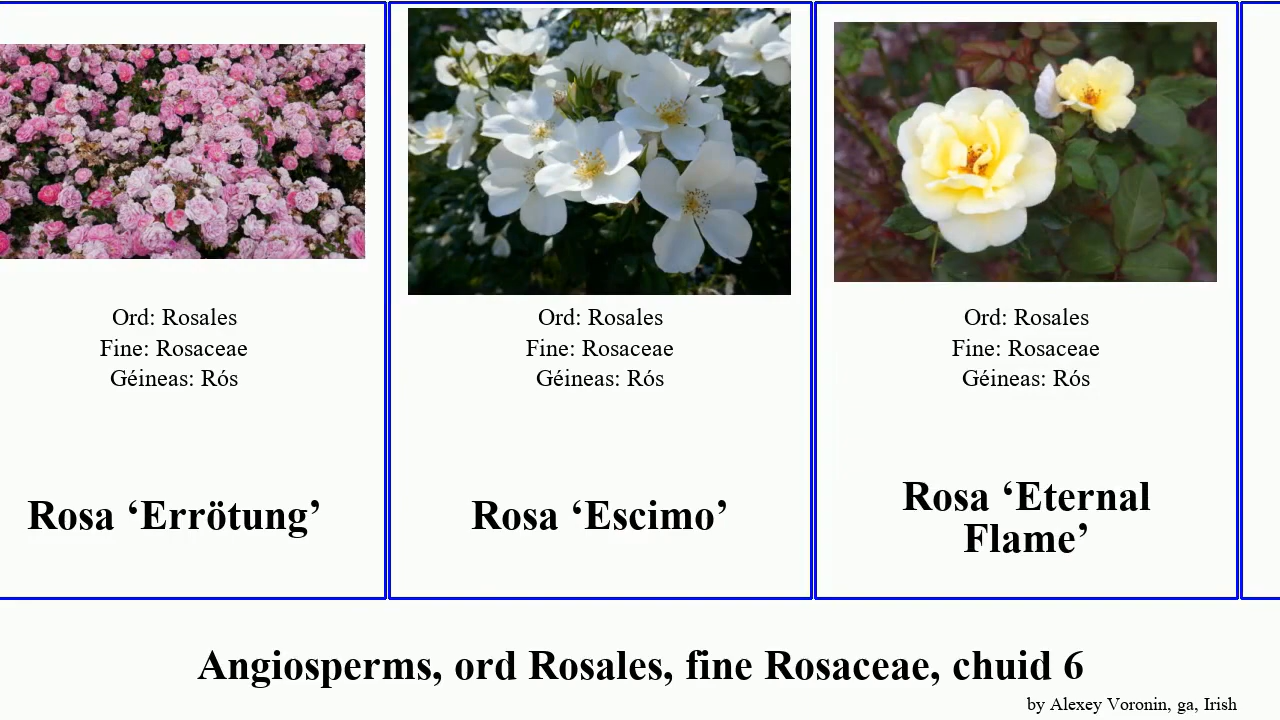 Ord: Rosales
Fine: Rosaceae
Géineas: Rós
Rosa ‘Errötung’
Ord: Rosales
Fine: Rosaceae
Géineas: Rós
Rosa ‘Escimo’
Ord: Rosales
Fine: Rosaceae
Géineas: Rós
Rosa ‘Eternal
Flame’
Angiosperms, ord Rosales, fine Rosaceae, chuid 6
by Alexey Voronin, ga, Irish